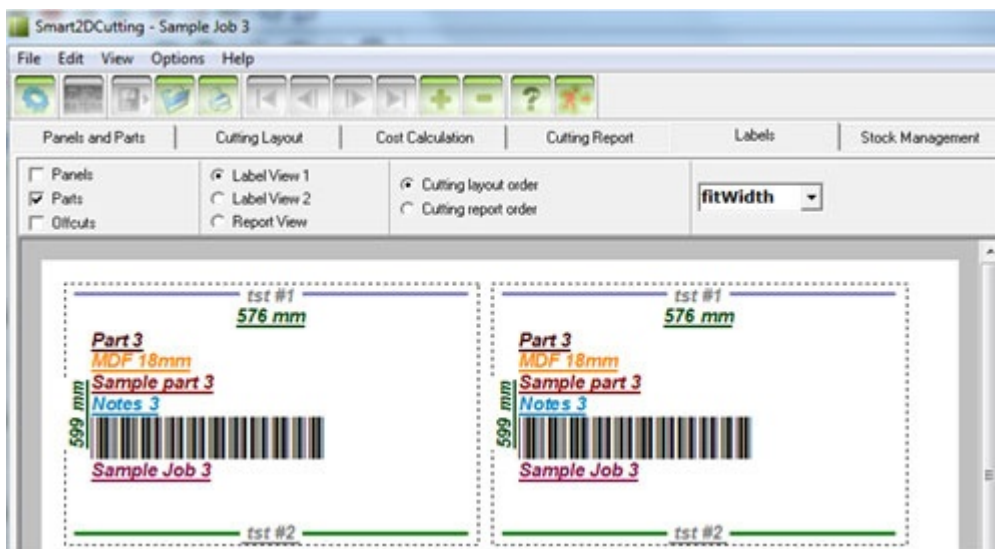 Smart2DCutting - Sample Job 3
File Edit View Options Help
Panels and Parts Cutting Layout Cost Calculation Cutting Report Labels Stock Management
Panels
Parts
Offcuts
Label View 1
Label View 2
Report View
Cutting layout order
Cutting report order
fitWidth
tst #1
576 mm
Part 3
MDF 18mm
Sample part 3
Notes 3
599 mm
Sample Job 3
tst #2
tst #1
576 mm
Part 3
MDF 18mm
Sample part 3
Notes 3
599 mm
Sample Job 3
tst #2